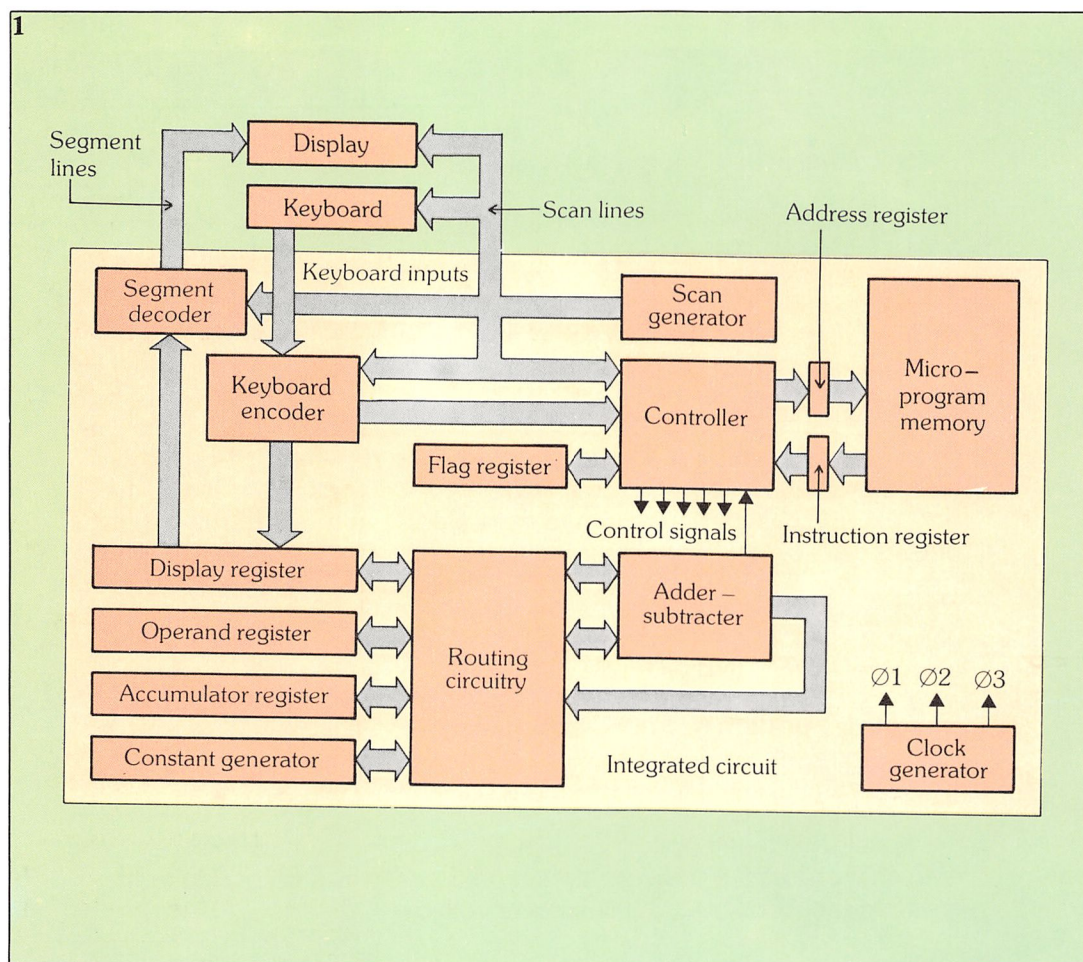 1
Segment
lines
Display
Keyboard
Scan lines
Address register
Keyboard inputs
Segment
decoder
Scan
generator
Micro–
program
memory
Keyboard
encoder
Controller
Flag register
Control signals
Instruction register
Display register
Operand register
Accumulator register
Constant generator
Routing
circuitry
Adder–
subtracter
Integrated circuit
Ø1 Ø2 Ø3
Clock
generator